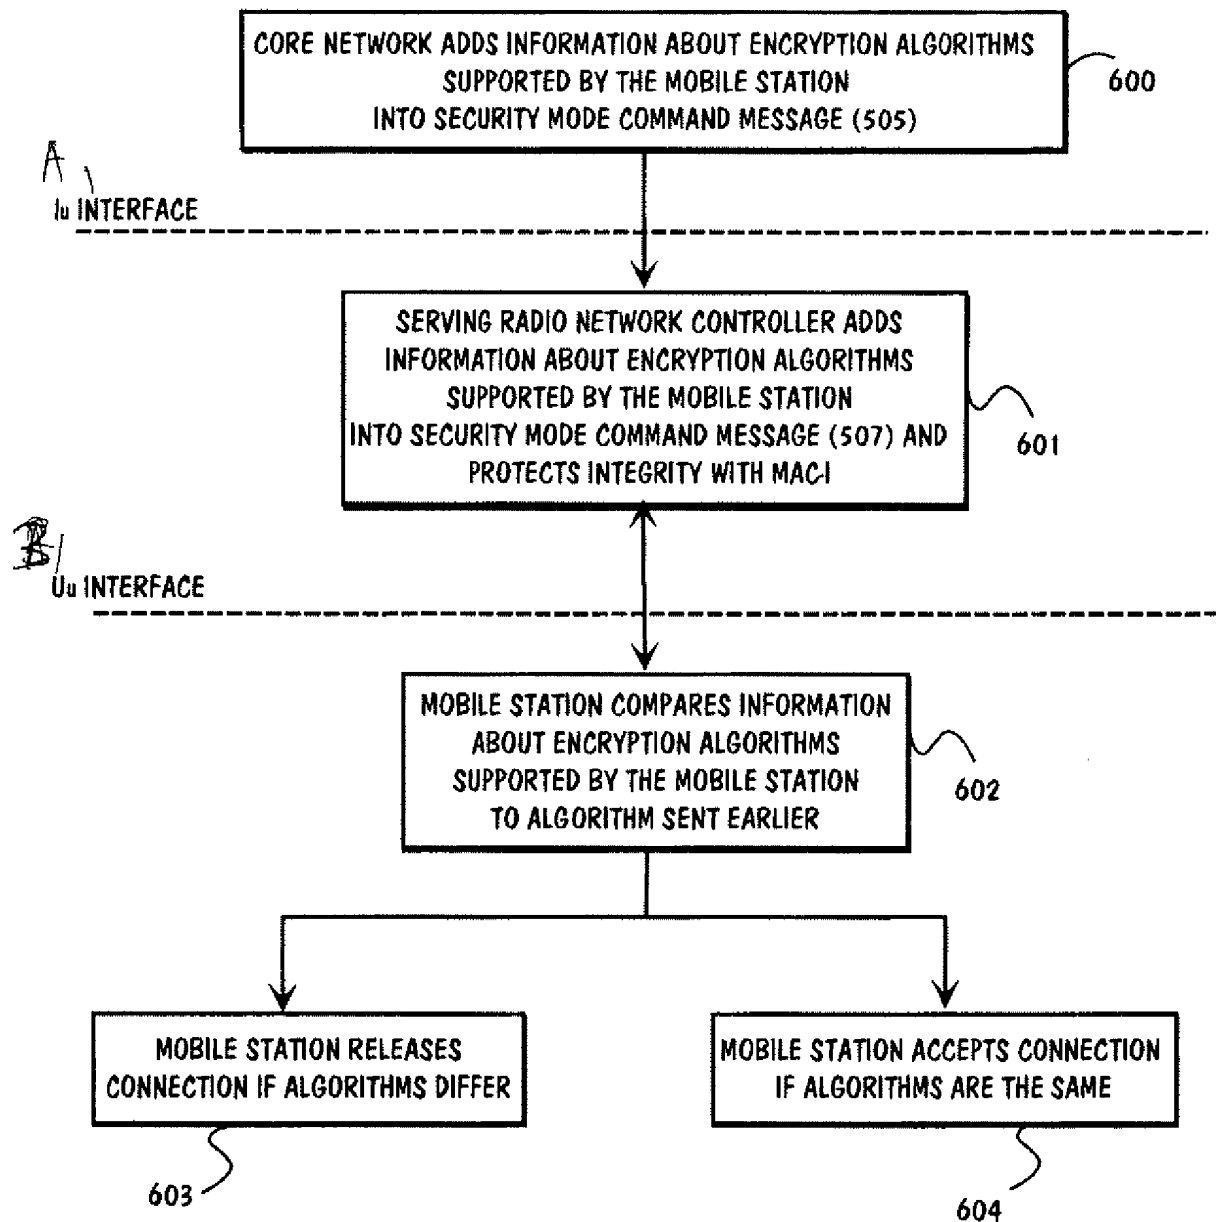 CORE NETWORK ADDS INFORMATION ABOUT ENCRYPTION ALGORITHMS
SUPPORTED BY THE MOBILE STATION
INTO SECURITY MODE COMMAND MESSAGE (505)
600
A
Iu INTERFACE
SERVING RADIO NETWORK CONTROLLER ADDS
INFORMATION ABOUT ENCRYPTION ALGORITHMS
SUPPORTED BY THE MOBILE STATION
INTO SECURITY MODE COMMAND MESSAGE (507) AND
PROTECTS INTEGRITY WITH MAC-I
601
B
Uu INTERFACE
MOBILE STATION COMPARES INFORMATION
ABOUT ENCRYPTION ALGORITHMS
SUPPORTED BY THE MOBILE STATION
TO ALGORITHM SENT EARLIER
602
MOBILE STATION RELEASES
CONNECTION IF ALGORITHMS DIFFER
603
MOBILE STATION ACCEPTS CONNECTION
IF ALGORITHMS ARE THE SAME
604